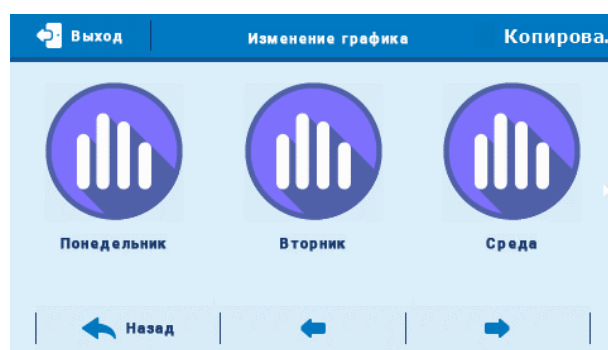 Выход
Изменение графика
Копирова.
Понедельник
Вторник
Среда
Назад